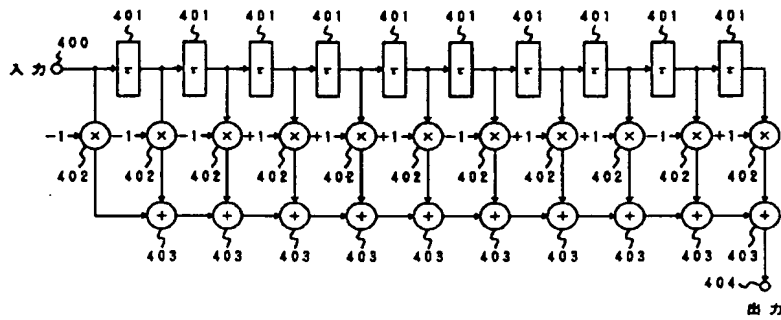 401 401 401 401 401 401 401 401 401 401
400
入力 τ τ τ τ τ τ τ τ τ τ
-1 × -1 × -1 × +1 × +1 × +1 × -1 × +1 × +1 × -1 × +1 ×
402 402 402 402 402 402 402 402 402 402 402
+ + + + + + + + + +
403 403 403 403 403 403 403 403 403 403
404
出力